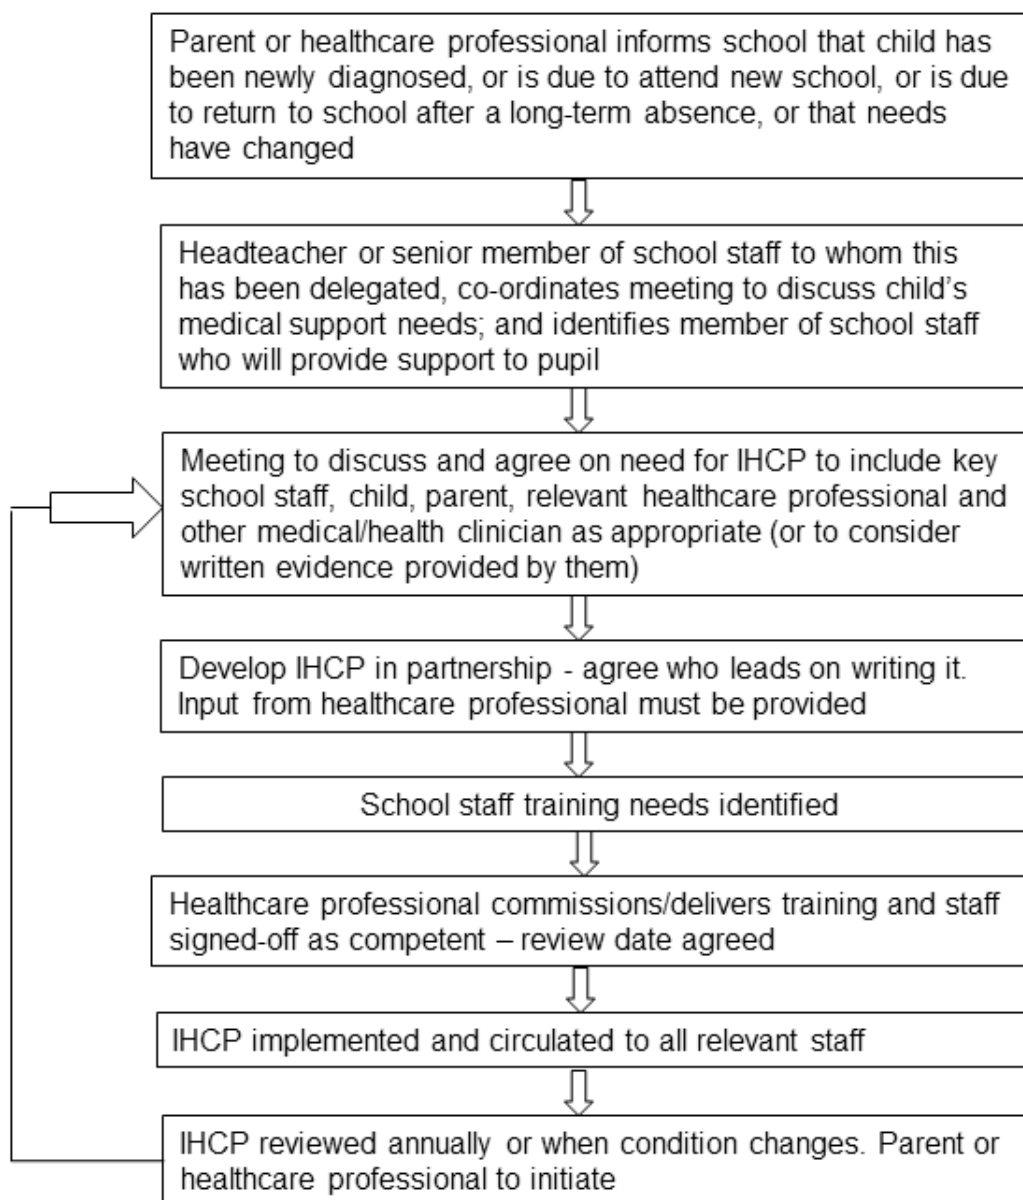 Parent or healthcare professional informs school that child has
been newly diagnosed, or is due to attend new school, or is due
to return to school after a long-term absence, or that needs
have changed
Headteacher or senior member of school staff to whom this
has been delegated, co-ordinates meeting to discuss child's
medical support needs; and identifies member of school staff
who will provide support to pupil
Meeting to discuss and agree on need for IHCP to include key
school staff, child, parent, relevant healthcare professional and
other medical/health clinician as appropriate (or to consider
written evidence provided by them)
Develop IHCP in partnership - agree who leads on writing it.
Input from healthcare professional must be provided
School staff training needs identified
Healthcare professional commissions/delivers training and staff
signed-off as competent – review date agreed
IHCP implemented and circulated to all relevant staff
IHCP reviewed annually or when condition changes. Parent or
healthcare professional to initiate